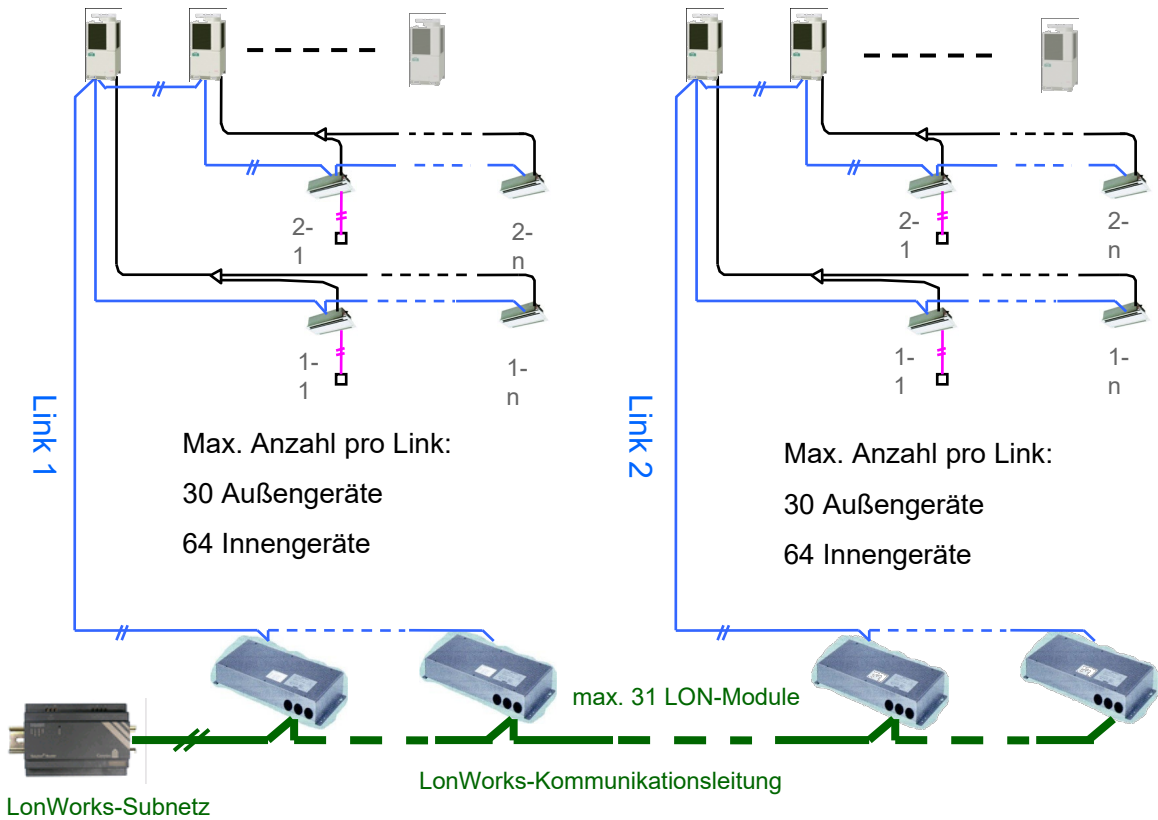 2-
1
2-
n
1-
1
1-
n
Link 1
Max. Anzahl pro Link:
30 Außengeräte
64 Innengeräte
2-
1
2-
n
1-
1
1-
n
Link 2
Max. Anzahl pro Link:
30 Außengeräte
64 Innengeräte
max. 31 LON-Module
LonWorks-Kommunikationsleitung
LonWorks-Subnetz